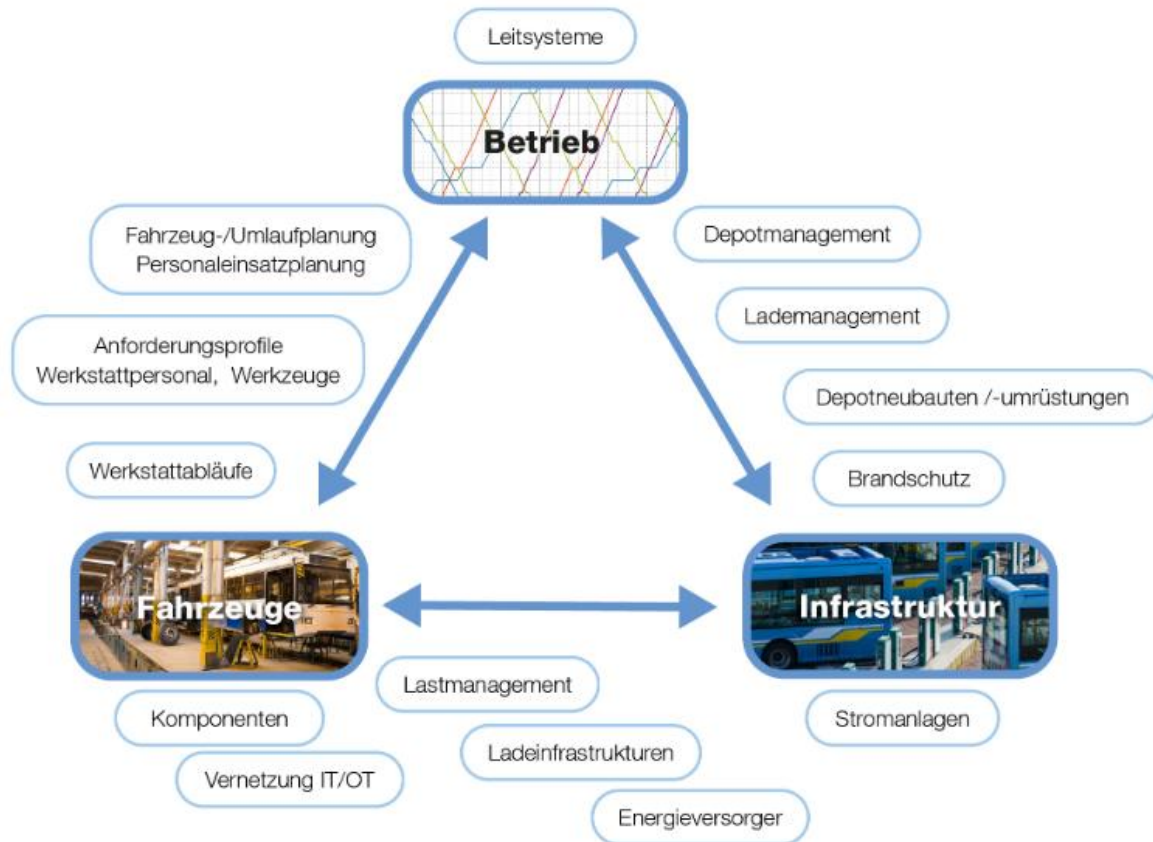 Leitsysteme
Betrieb
Fahrzeug-/Umlaufplanung
Personaleinsatzplanung
Depotmanagement
Lademanagement
Anforderungsprofile
Werkstattpersonal, Werkzeuge
Depotneubauten /-umrüstungen
Werkstattabläufe
Brandschutz
Fahrzeuge
Infrastruktur
Lastmanagement
Komponenten
Stromanlagen
Ladeinfrastrukturen
Vernetzung IT/OT
Energieversorger